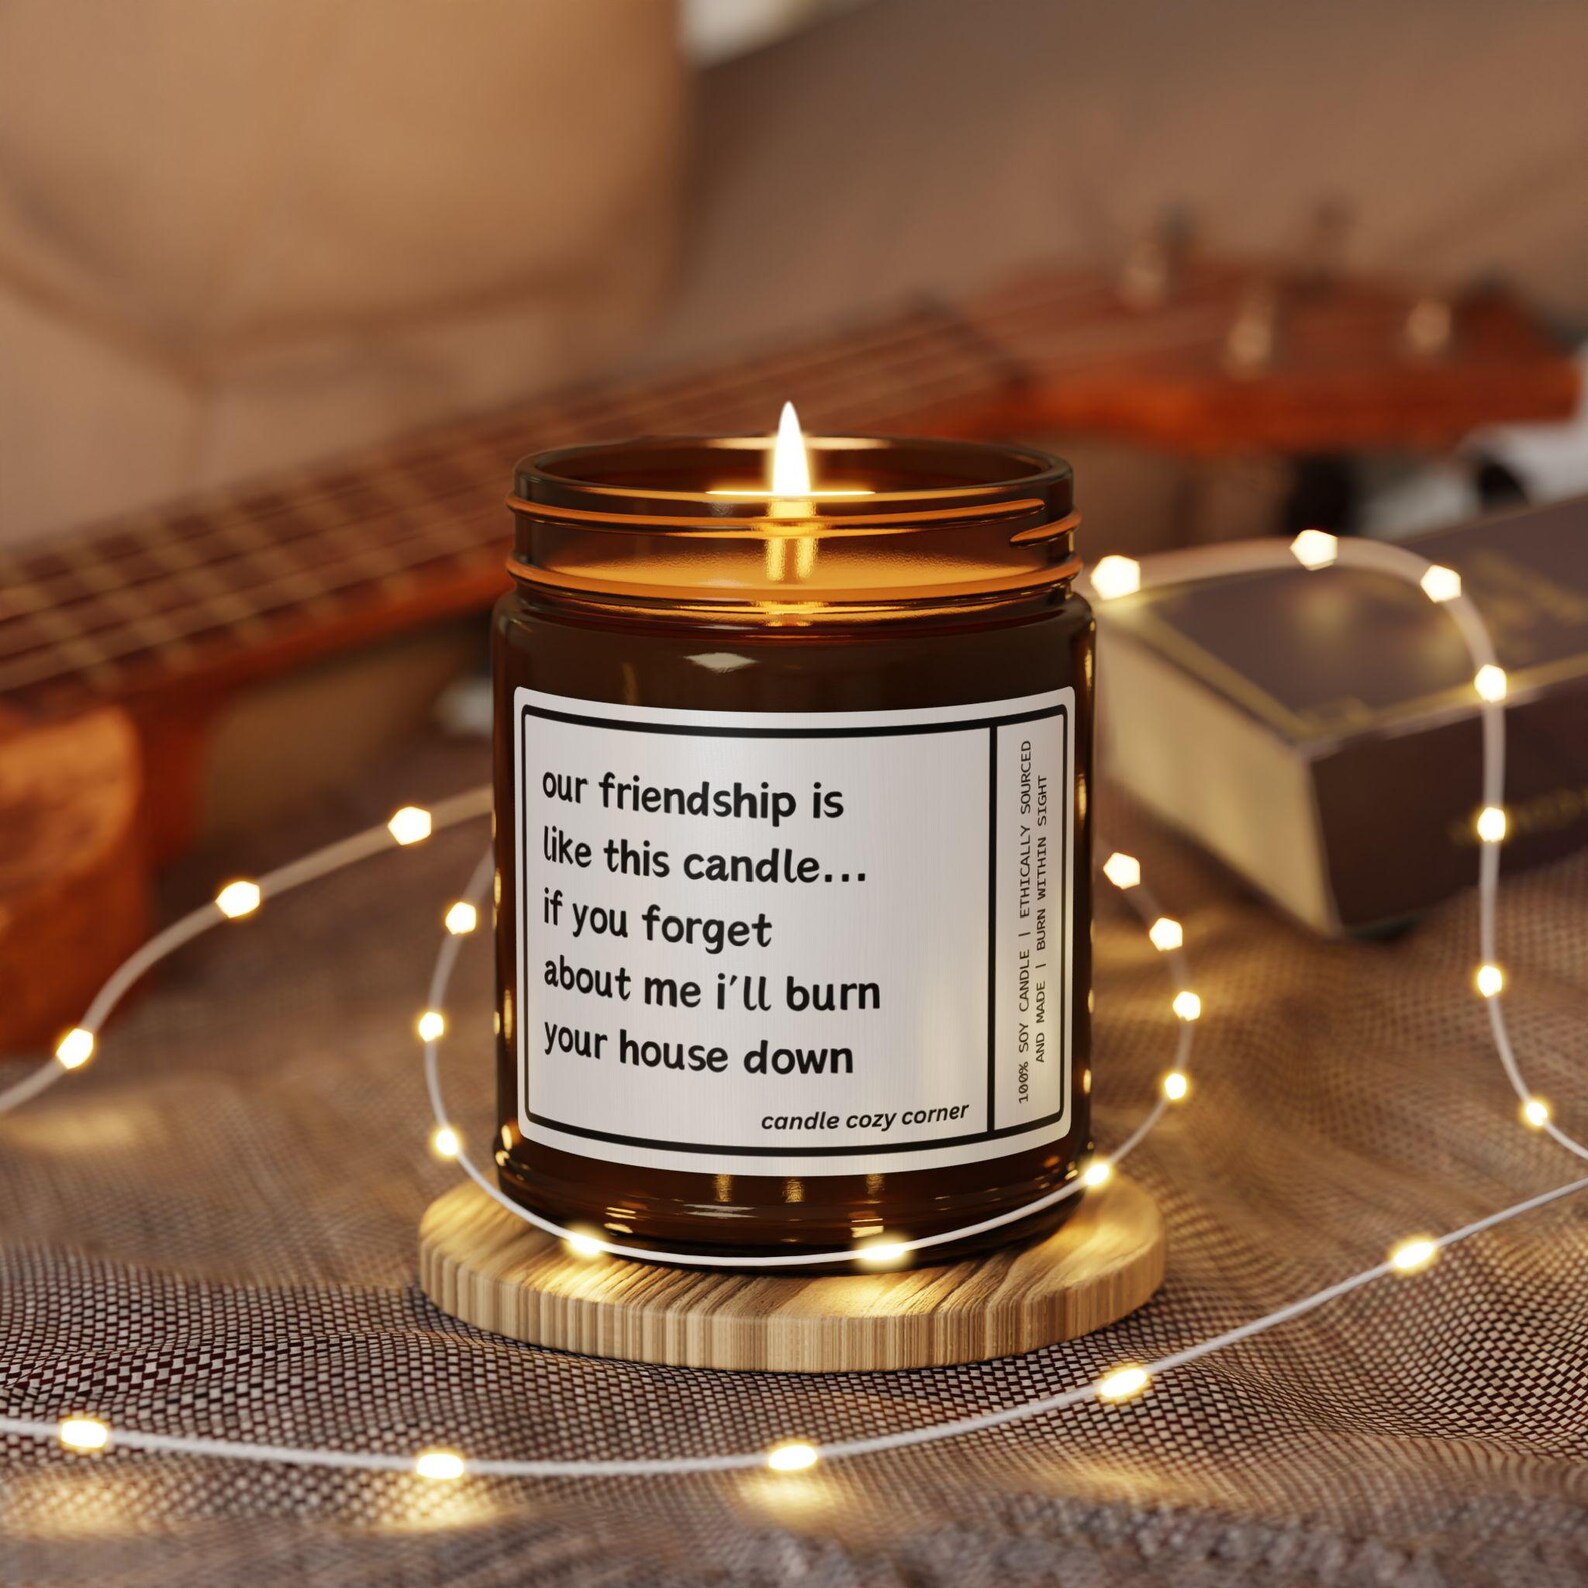 our friendship is
like this candle...
if you forget
about me i'll burn
your house down
candle cozy corner
100% SOY CANDLE | ETHICALLY SOURCED
AND MADE | BURN WITHIN SIGHT